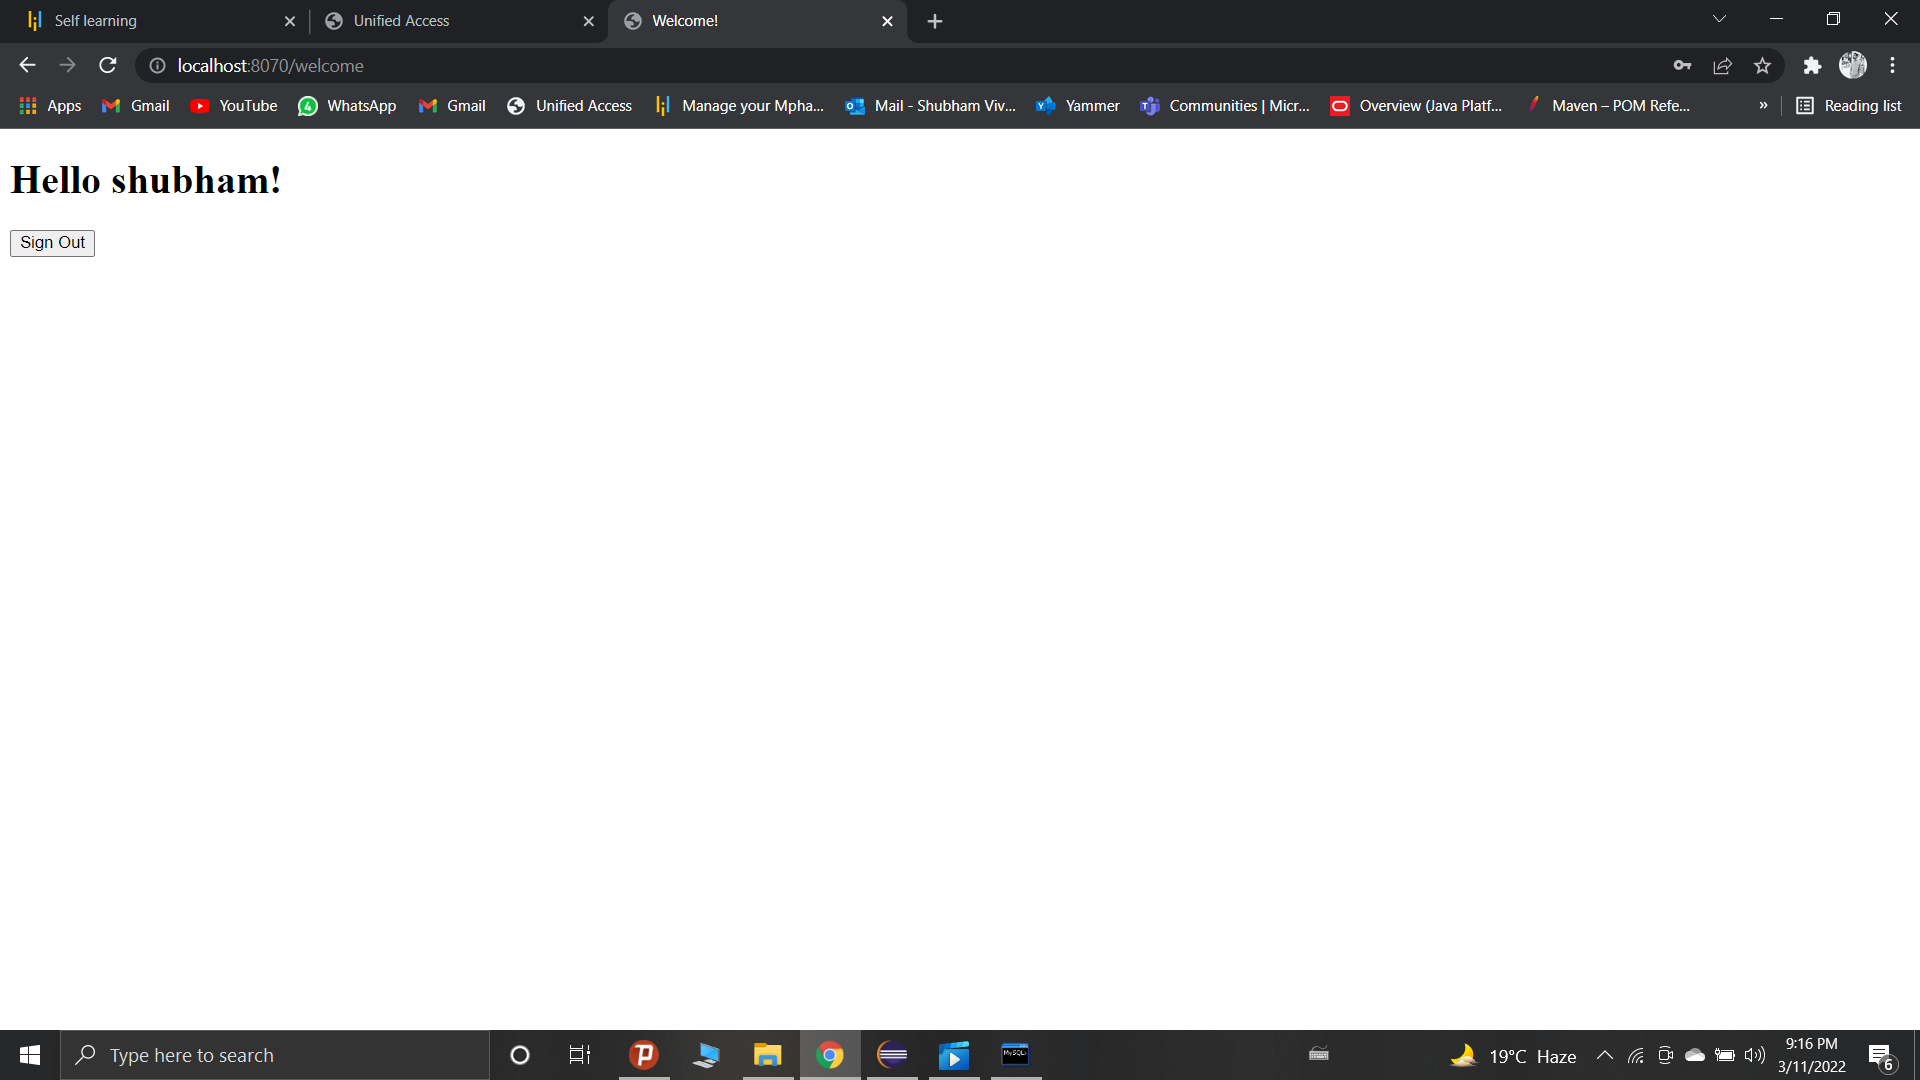 Self learning
Unified Access
Welcome!
localhost:8070/welcome
Apps
Gmail
YouTube
4
WhatsApp
Gmail
Unified Access
Manage your Mpha...
Mail - Shubham Viv...
Yammer
Communities | Micr...
Overview (Java Platf...
Maven – POM Refe...
»
Reading list
Hello shubham!
Sign Out
Type here to search
MySQL
19°C Haze
9:16 PM
3/11/2022
6